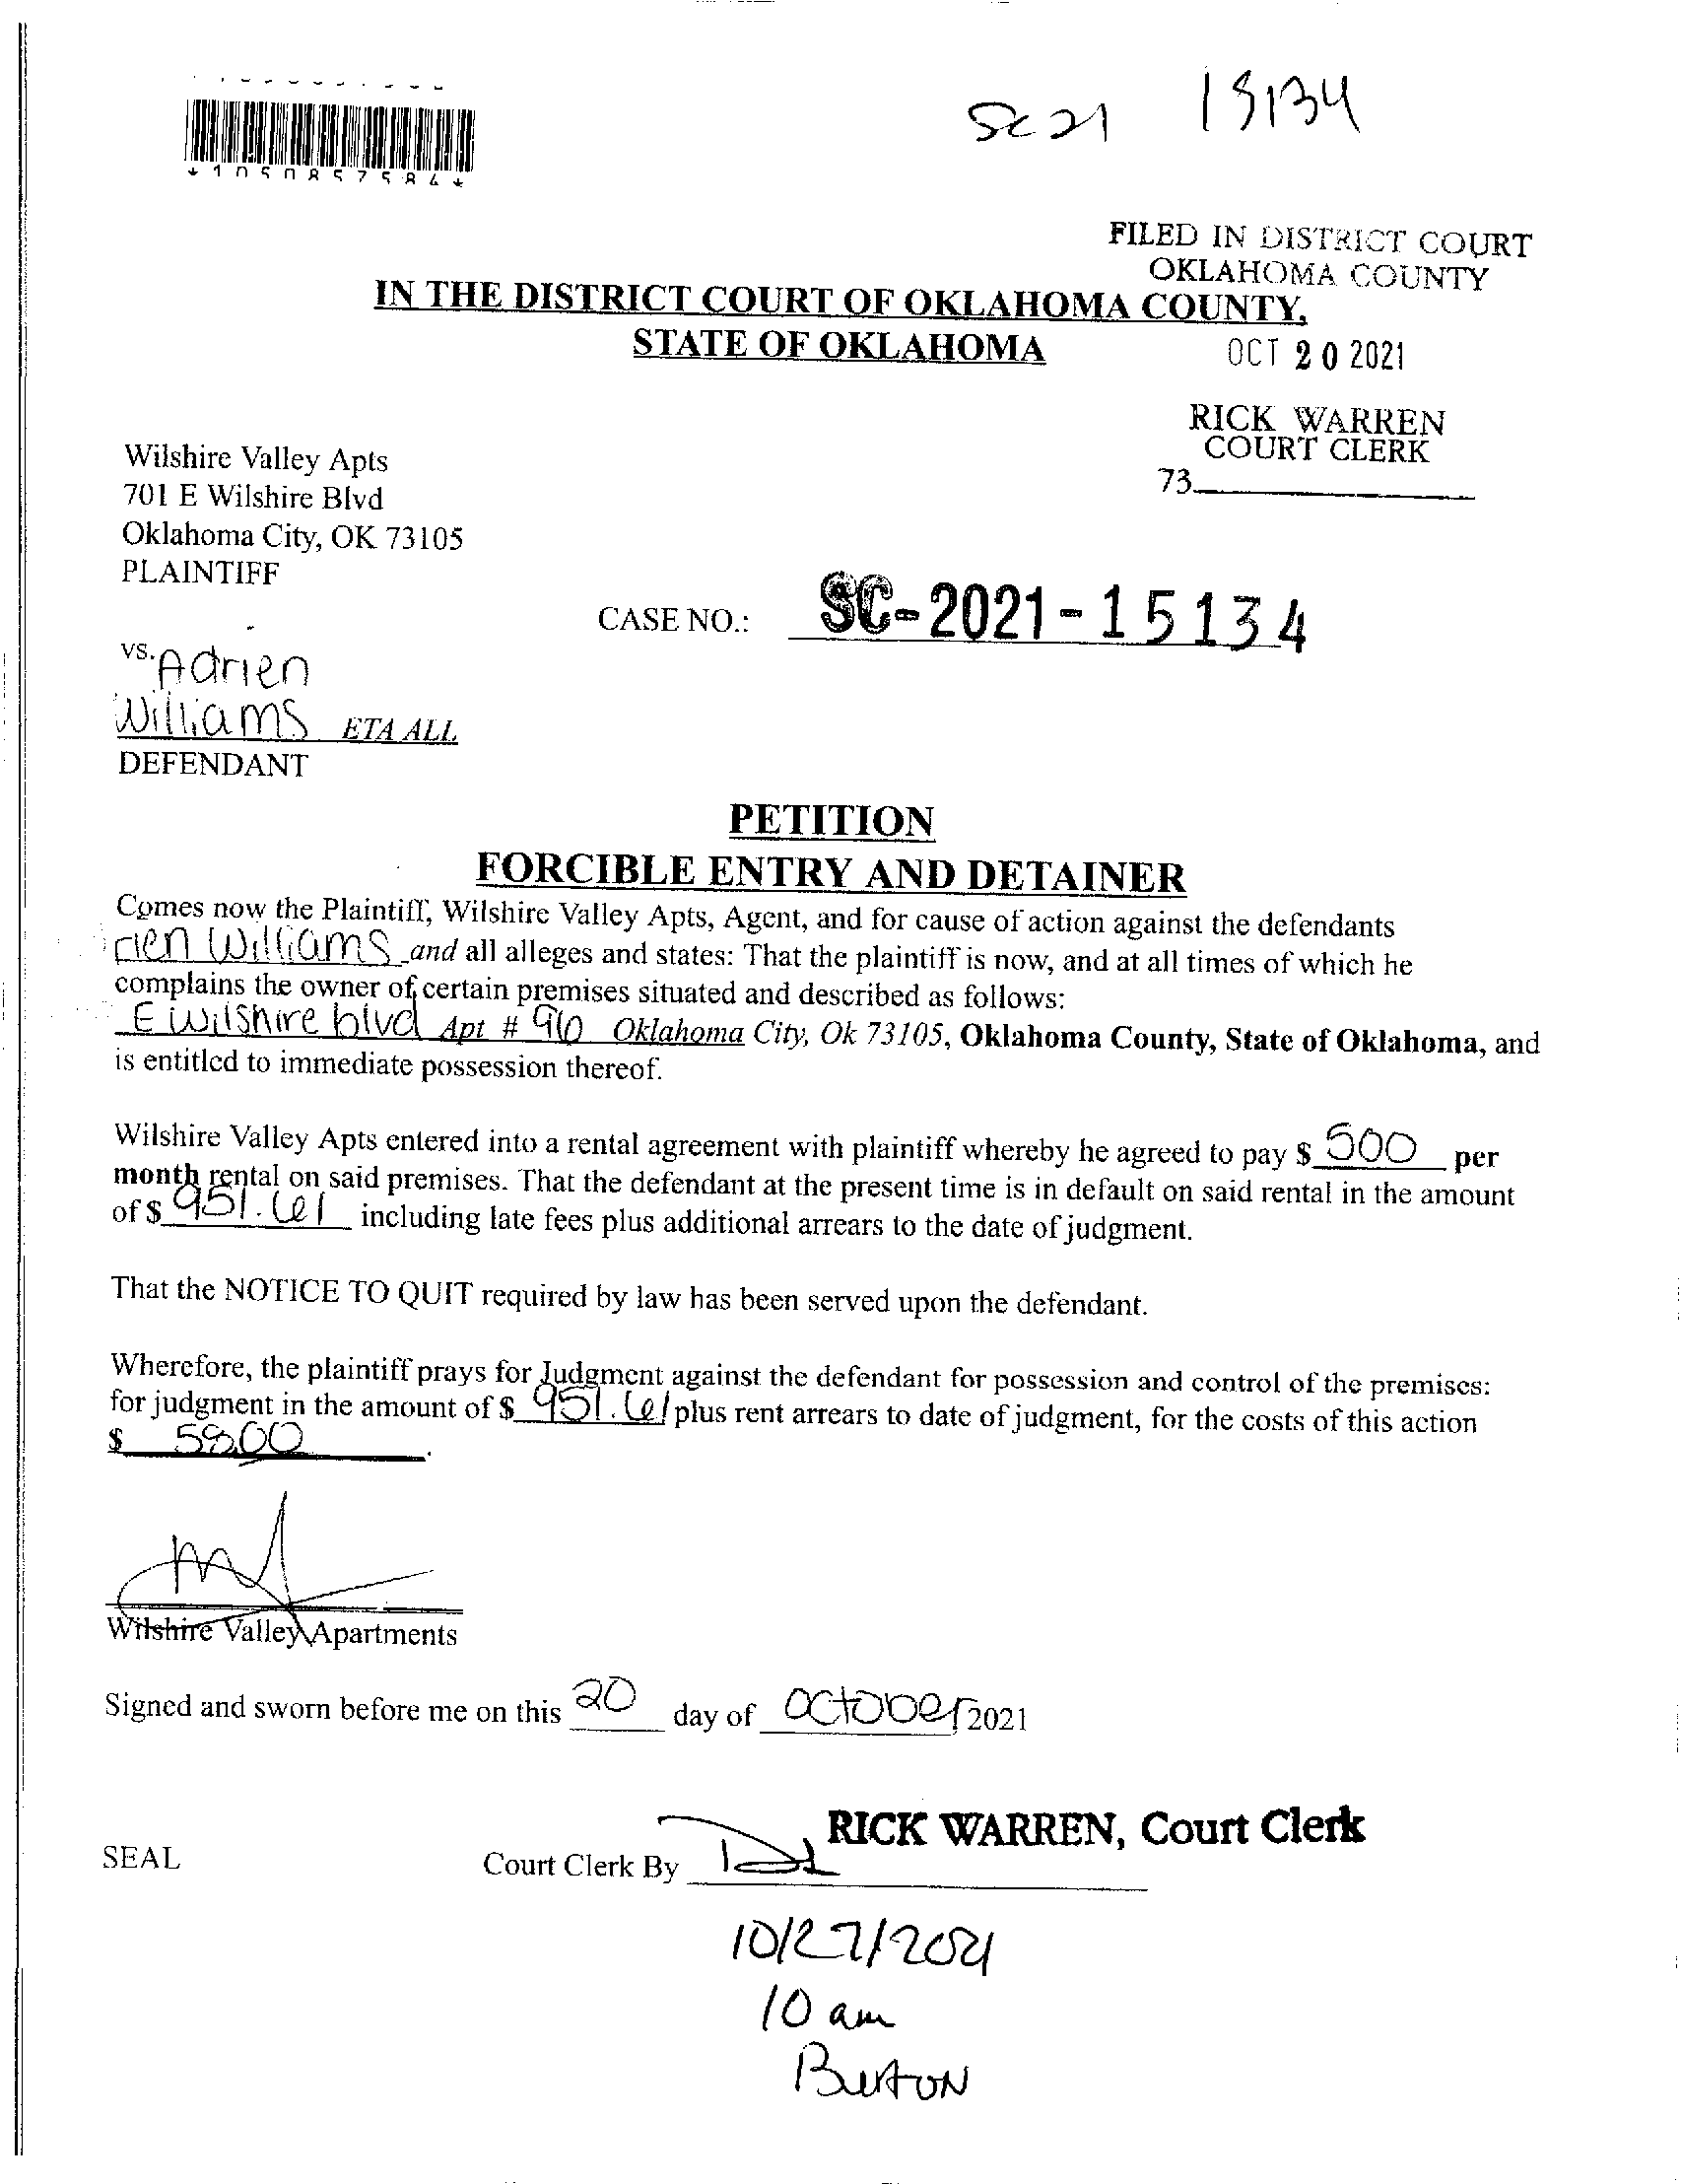 SC21 15134
*1050857584*
FILED IN DISTRICT COURT
OKLAHOMA COUNTY
IN THE DISTRICT COURT OF OKLAHOMA COUNTY,
STATE OF OKLAHOMA
OCT 20 2021
RICK WARREN
COURT CLERK
73
Wilshire Valley Apts
701 E Wilshire Blvd
Oklahoma City, OK 73105
PLAINTIFF
CASE NO.: SC-2021-15134
vs. Adrien
Williams ETA ALL
DEFENDANT
PETITION
FORCIBLE ENTRY AND DETAINER
Comes now the Plaintiff, Wilshire Valley Apts, Agent, and for cause of action against the defendants
rien Williams and all alleges and states: That the plaintiff is now, and at all times of which he
complains the owner of certain premises situated and described as follows:
E Wilshire blvd Apt # 96 Oklahoma City, Ok 73105, Oklahoma County, State of Oklahoma, and
is entitled to immediate possession thereof.
Wilshire Valley Apts entered into a rental agreement with plaintiff whereby he agreed to pay $ 500 per
month rental on said premises. That the defendant at the present time is in default on said rental in the amount
of $ 951.61 including late fees plus additional arrears to the date of judgment.
That the NOTICE TO QUIT required by law has been served upon the defendant.
Wherefore, the plaintiff prays for Judgment against the defendant for possession and control of the premises:
for judgment in the amount of $ 951.61 plus rent arrears to date of judgment, for the costs of this action
$ 58.00.
Wilshire Valley Apartments
Signed and sworn before me on this 20 day of October, 2021
RICK WARREN, Court Clerk
SEAL Court Clerk By
10/27/2021
10 am
Burton